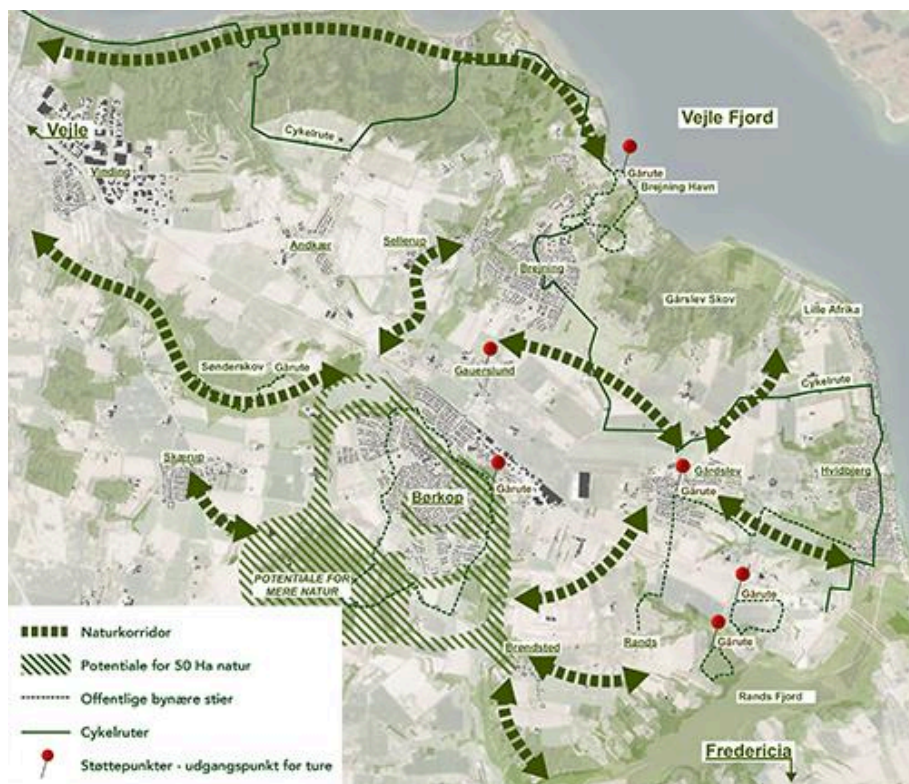 Vejle Fjord
Vejle
Cykelrute
Vinding
Gårute
Brejning Havn
Andkær
Sellerup
Brejning
Gårslev Skov
Lille Afrika
Sønderskov
Gårute
Gauerslund
Cykelrute
Skærup
Børkop
Gårute
Gårdslev
Gårute
Hvidbjerg
POTENTIALE FOR
MERE NATUR
Gårute
Gårute
Brøndsted
Rands
Rands Fjord
Fredericia
Naturkorridor
Potentiale for 50 Ha natur
Offentlige bynære stier
Cykelruter
Støttepunkter - udgangspunkt for ture